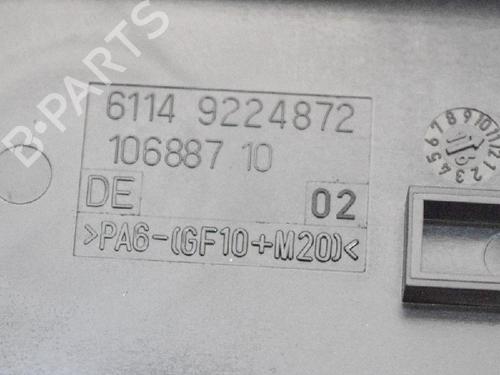 B-PARTS
6114 9224872
106887 10
DE 02
>PA6-(GF10+M20)<